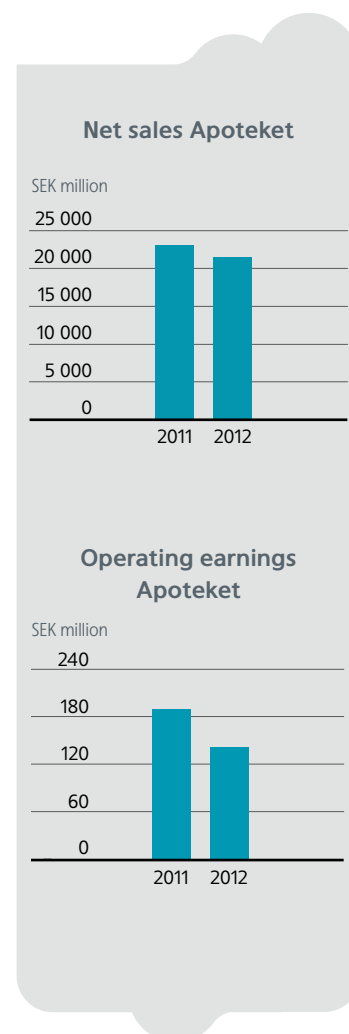 Net sales Apoteket
SEK million
25 000
20 000
15 000
10 000
5 000
0
2011 2012
Operating earnings
Apoteket
SEK million
240
180
120
60
0
2011 2012